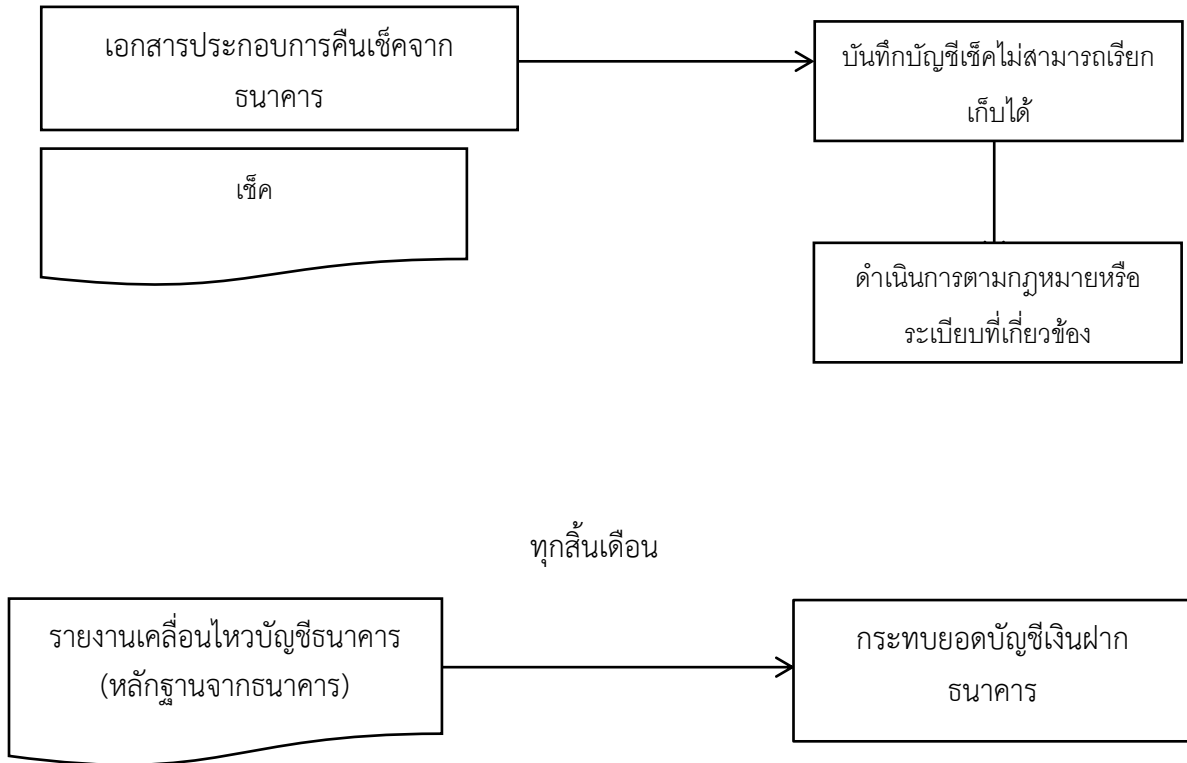 เอกสารประกอบการคืนเช็คจาก
ธนาคาร
บันทึกบัญชีเช็คไม่สามารถเรียก
เก็บได้
เช็ค
ดำเนินการตามกฎหมายหรือ
ระเบียบที่เกี่ยวข้อง
ทุกสิ้นเดือน
รายงานเคลื่อนไหวบัญชีธนาคาร
(หลักฐานจากธนาคาร)
กระทบยอดบัญชีเงินฝาก
ธนาคาร